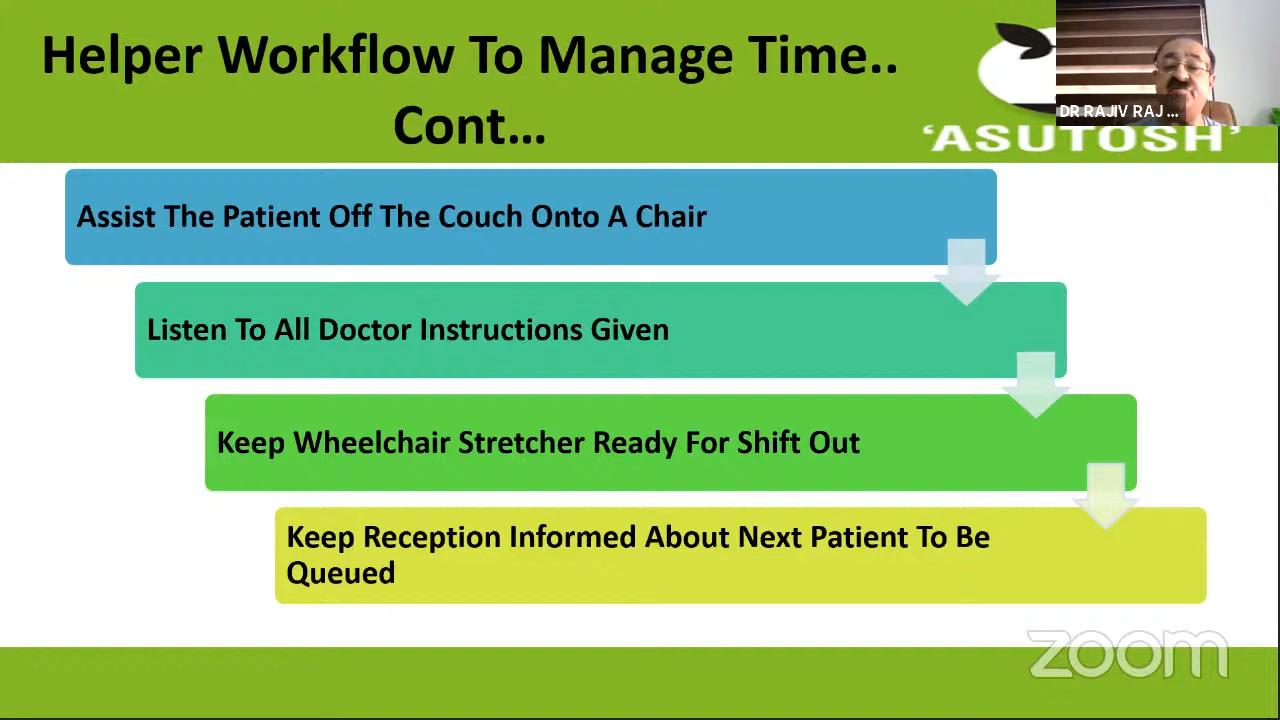 Helper Workflow To Manage Time..
Cont...
DR RAJIV RAJ ...
‘ASUTOSH’
Assist The Patient Off The Couch Onto A Chair
Listen To All Doctor Instructions Given
Keep Wheelchair Stretcher Ready For Shift Out
Keep Reception Informed About Next Patient To Be
Queued
zoom